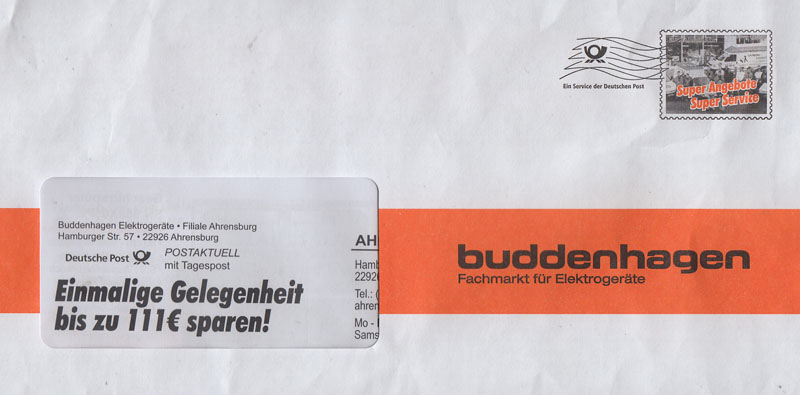 Ein Service der Deutschen Post
Super Angebote
Super Service
Buddenhagen Elektrogeräte • Filiale Ahrensburg
Hamburger Str. 57 • 22926 Ahrensburg
Deutsche Post
POSTAKTUELL
mit Tagespost
Einmalige Gelegenheit
bis zu 111€ sparen!
AH
Hamb
2292
Tel.: (
ahren
Mo -
Sams
buddenhagen
Fachmarkt für Elektrogeräte